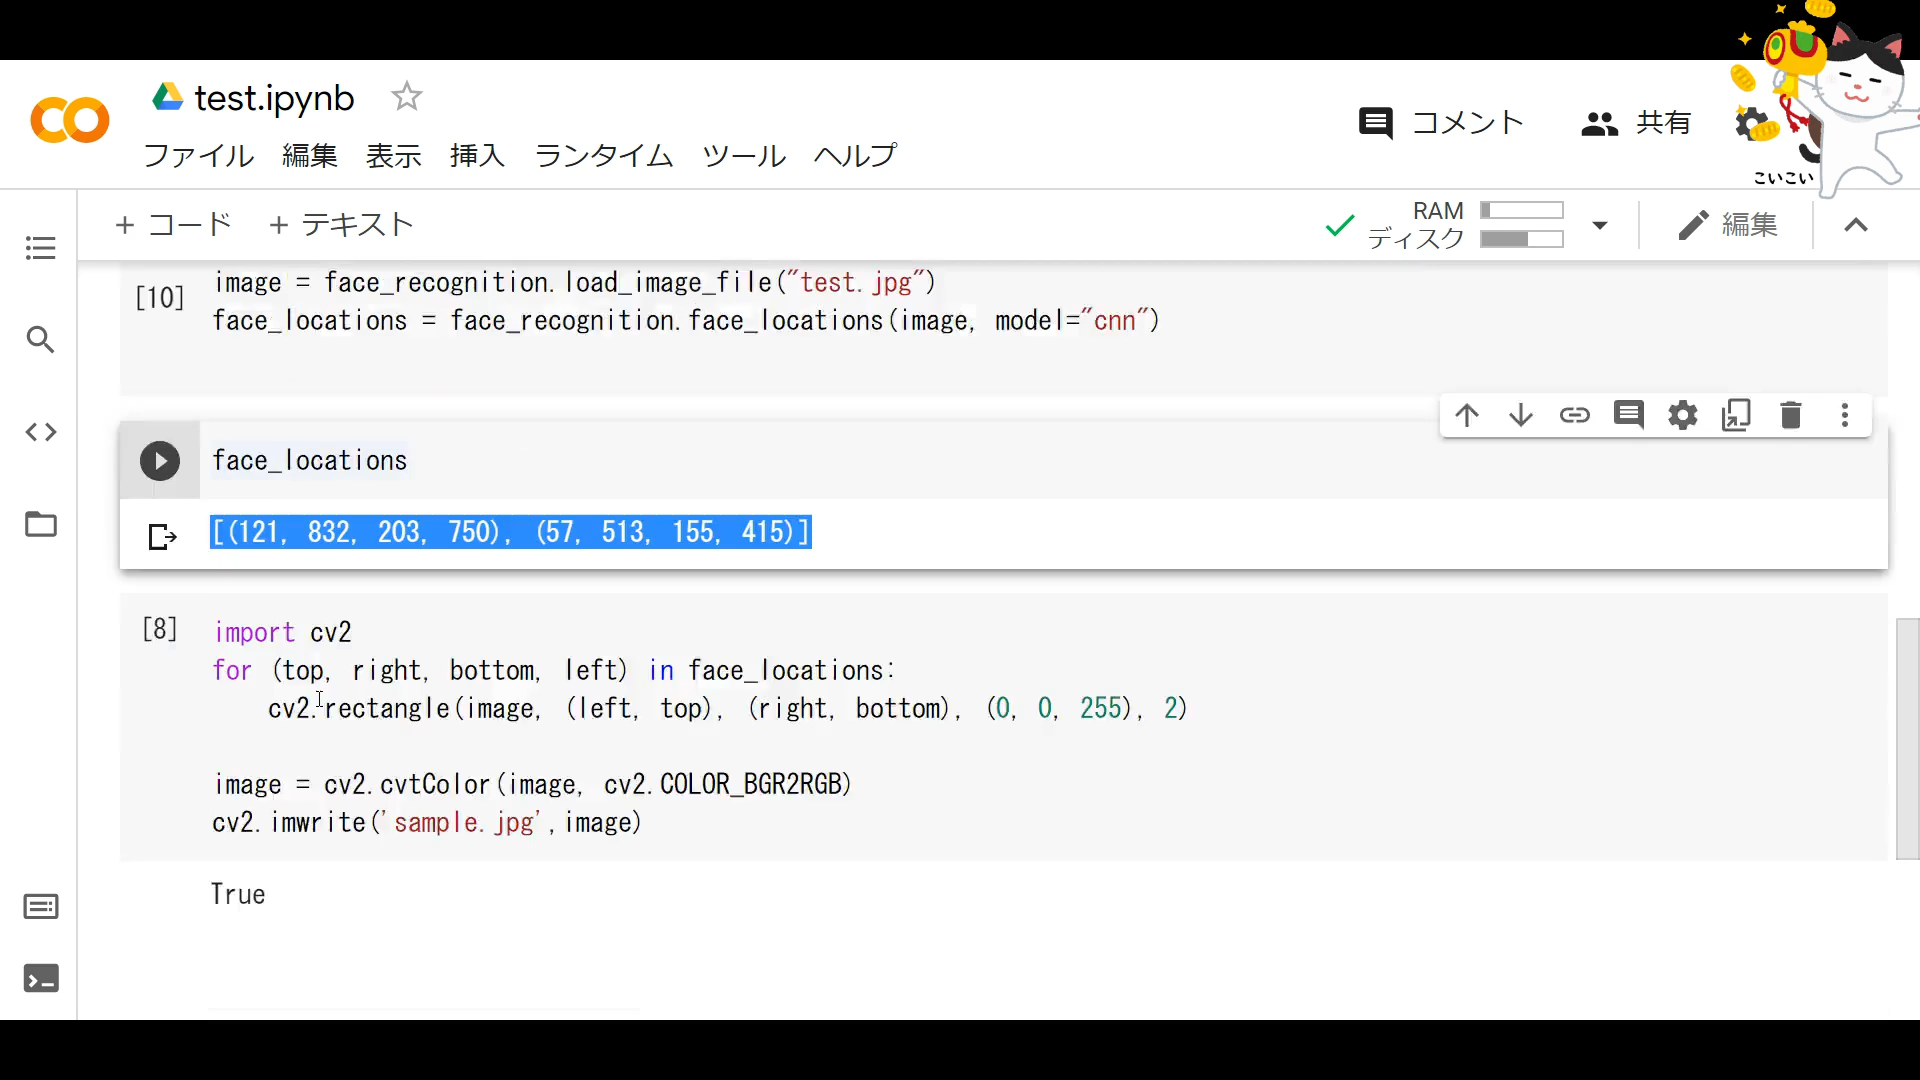 test.ipynb
ファイル 編集 表示 挿入 ランタイム ツール ヘルプ
コメント
共有
こいこい
+ コード + テキスト
RAM
ディスク
編集
[10]
image = face_recognition.load_image_file("test.jpg")
face_locations = face_recognition.face_locations(image, model="cnn")
face_locations
[(121, 832, 203, 750), (57, 513, 155, 415)]
[8]
import cv2
for (top, right, bottom, left) in face_locations:
    cv2.rectangle(image, (left, top), (right, bottom), (0, 0, 255), 2)
image = cv2.cvtColor(image, cv2.COLOR_BGR2RGB)
cv2.imwrite('sample.jpg',image)
True